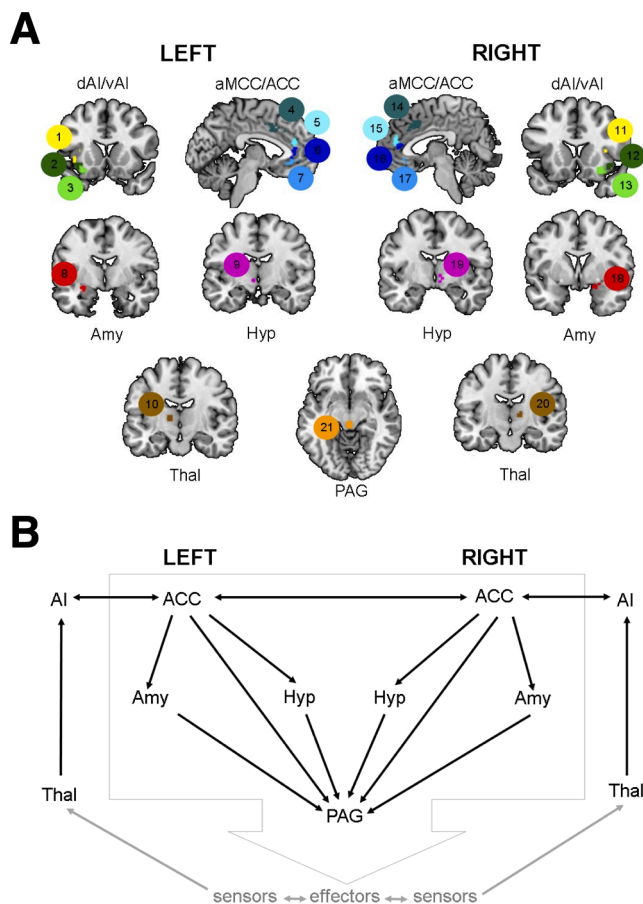 A
LEFT RIGHT
dAI/vAI aMCC/ACC aMCC/ACC dAI/vAI
4 14
1 5 15 11
2 6 16 12
3 7 17 13
8 9 19 18
Amy Hyp Hyp Amy
10 21 20
Thal PAG Thal
B
LEFT RIGHT
AI ACC ACC AI
Amy Hyp Hyp Amy
Thal PAG Thal
sensors effectors sensors